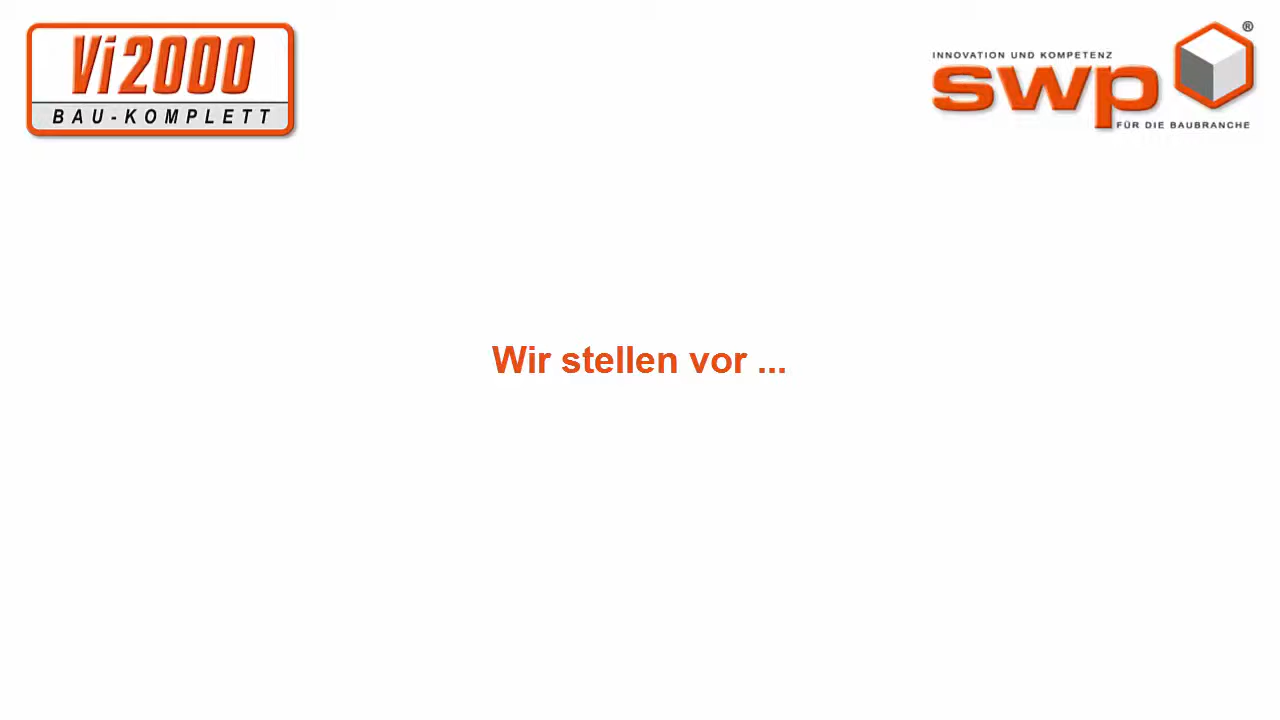 Vi2000
BAU-KOMPLETT
INNOVATION UND KOMPETENZ
swp
®
FÜR DIE BAUBRANCHE
Wir stellen vor ...